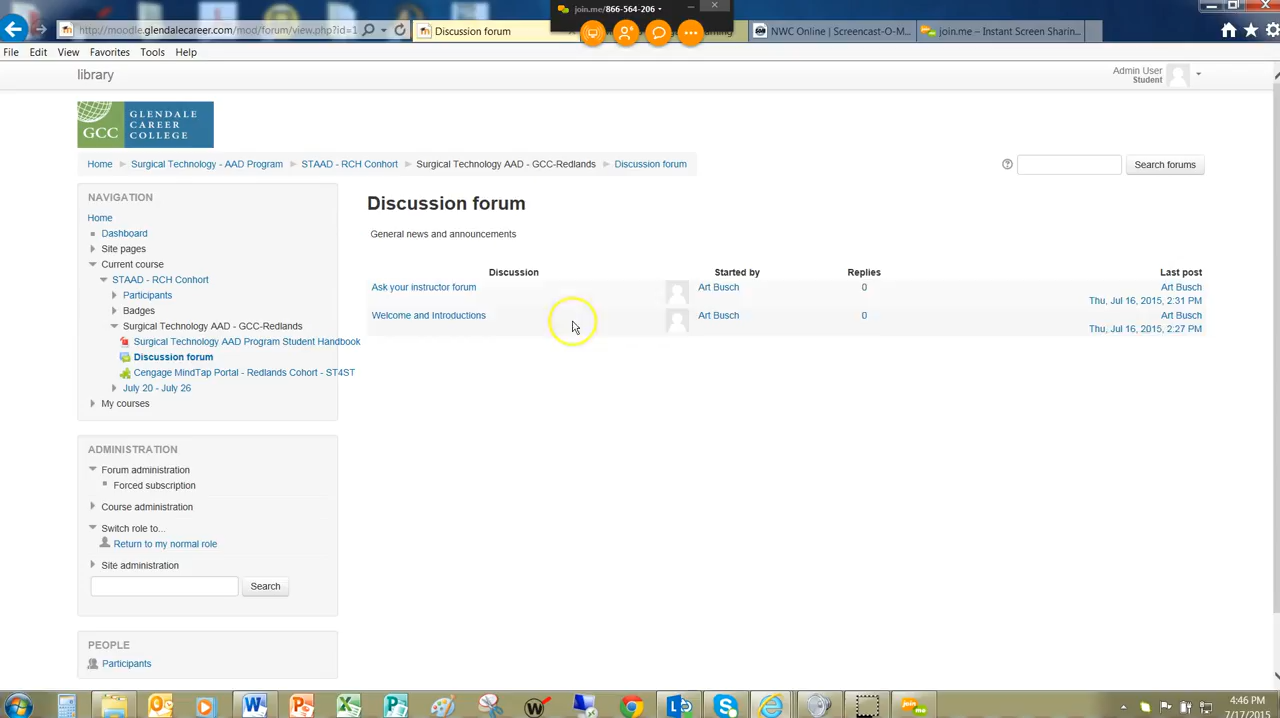 join.me/866-564-206
http://moodle.glendalecareer.com/mod/forum/view.php?id=1
Discussion forum
NWC Online | Screencast-O-M...
join.me – Instant Screen Sharin...
File Edit View Favorites Tools Help
library
Admin User
Student
GCC
GLENDALE
CAREER
COLLEGE
Home Surgical Technology - AAD Program STAAD - RCH Conhort Surgical Technology AAD - GCC-Redlands Discussion forum
Search forums
NAVIGATION
Home
Dashboard
Site pages
Current course
STAAD - RCH Conhort
Participants
Badges
Surgical Technology AAD - GCC-Redlands
Surgical Technology AAD Program Student Handbook
Discussion forum
Cengage MindTap Portal - Redlands Cohort - ST4ST
July 20 - July 26
My courses
Discussion forum
General news and announcements
Discussion Started by Replies Last post
Ask your instructor forum Art Busch 0 Art Busch
Thu, Jul 16, 2015, 2:31 PM
Welcome and Introductions Art Busch 0 Art Busch
Thu, Jul 16, 2015, 2:27 PM
ADMINISTRATION
Forum administration
Forced subscription
Course administration
Switch role to...
Return to my normal role
Site administration
Search
PEOPLE
Participants
4:46 PM
7/17/2015